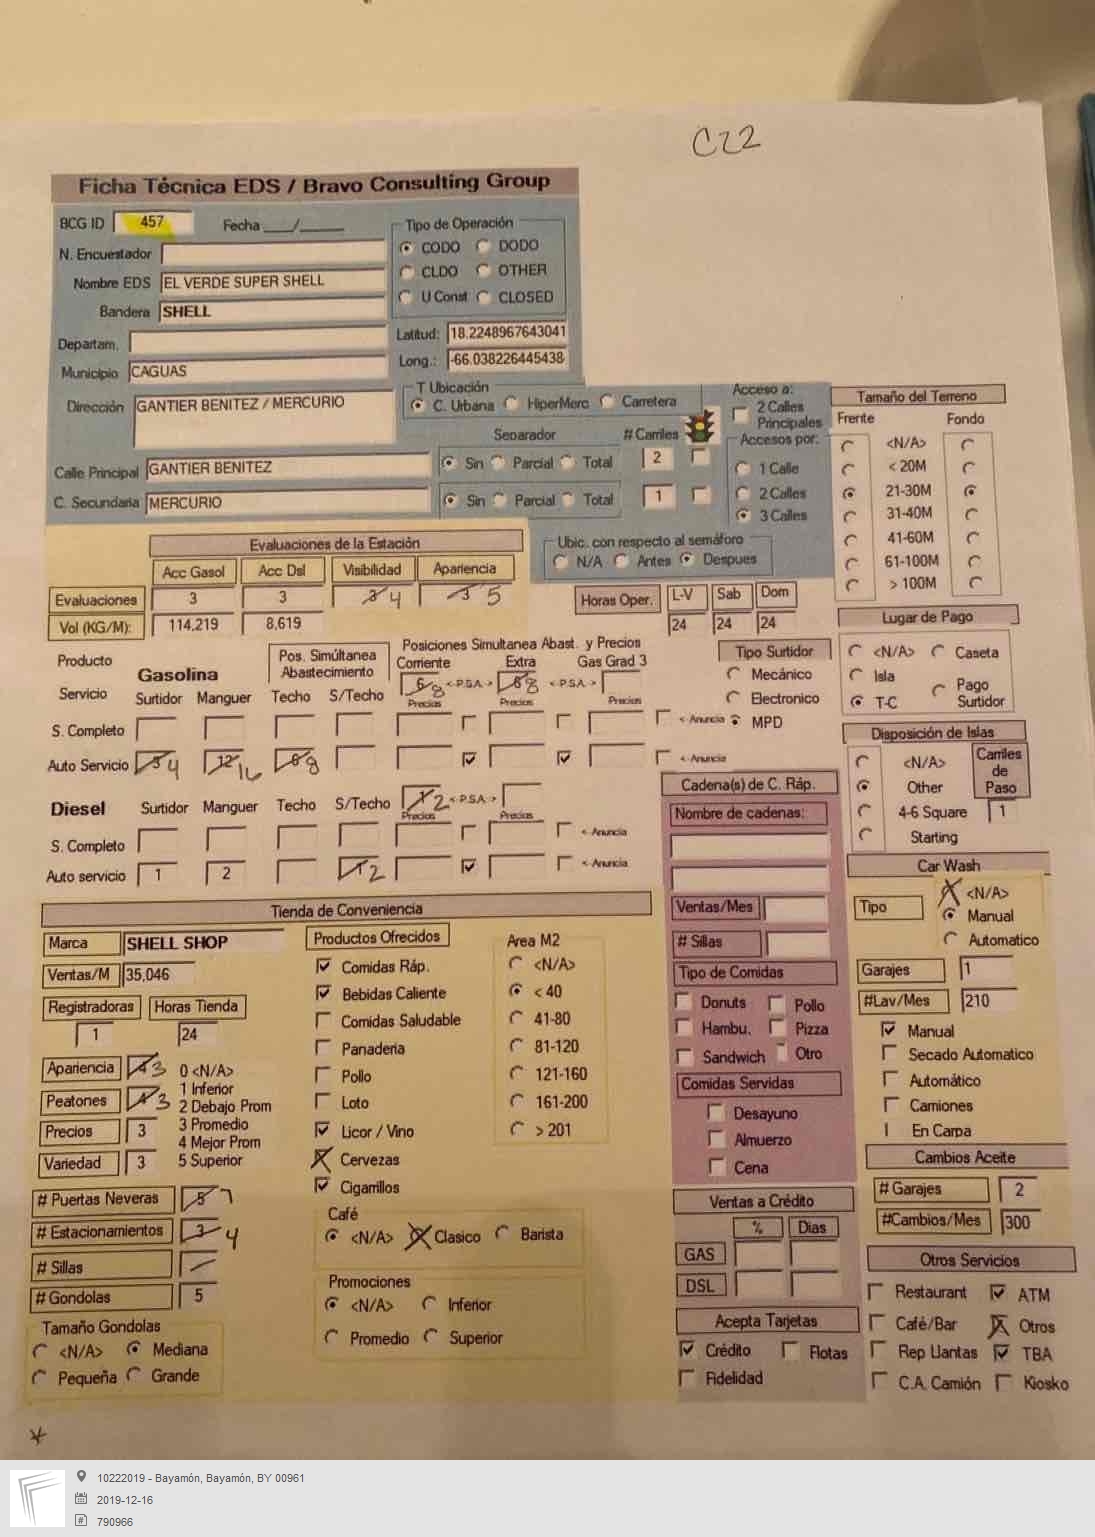 C22
Ficha Técnica EDS / Bravo Consulting Group
BCG ID 457 Fecha ___/_____
Tipo de Operación
CODO DODO
CLDO OTHER
U Const CLOSED
N. Encuestador
Nombre EDS EL VERDE SUPER SHELL
Bandera SHELL
Departam.
Municipio CAGUAS
Latitud: 18.2248967643041
Long.: -66.038226445438
Dirección GANTIER BENITEZ / MERCURIO
T Ubicación
C. Urbana HiperMerc Carretera
Separador # Carriles
Calle Principal GANTIER BENITEZ Sin Parcial Total 2
C. Secundaria MERCURIO Sin Parcial Total 1
Acceso a:
2 Calles
Principales
Accesos por:
1 Calle
2 Calles
3 Calles
Tamaño del Terreno
Frente Fondo
<N/A>
< 20M
21-30M
31-40M
41-60M
61-100M
> 100M
Ubic. con respecto al semáforo
N/A Antes Despues
Evaluaciones de la Estación
Acc Gasol Acc Dsl Visibilidad Apariencia
Evaluaciones 3 3 3 4 3 5
Vol (KG/M): 114,219 8,619
Horas Oper. L-V Sab Dom
24 24 24
Lugar de Pago
<N/A> Caseta
Isla Pago
Surtidor
T-C
Producto
Servicio
Gasolina
Pos. Simúltanea
Abastecimiento
Posiciones Simultanea Abast. y Precios
Corriente Extra Gas Grad 3
Surtidor Manguer Techo S/Techo
6 8 <-P.S.A.-> 6 8 <-P.S.A.->
Precios Precios Precios
S. Completo <- Anuncia
Auto Servicio 3 4 12 16 6 8 <- Anuncia
Tipo Surtidor
Mecánico
Electronico
MPD
Disposición de Islas
<N/A>
Other
4-6 Square
Starting
Carriles
de
Paso
1
Diesel Surtidor Manguer Techo S/Techo 1 2 <-P.S.A.->
Precios Precios
S. Completo <- Anuncia
Auto servicio 1 2 1 2 <- Anuncia
Cadena(s) de C. Ráp.
Nombre de cadenas:
Ventas/Mes
# Sillas
Tipo de Comidas
Donuts Pollo
Hambu. Pizza
Sandwich Otro
Comidas Servidas
Desayuno
Almuerzo
Cena
Car Wash
Tipo
<N/A>
Manual
Automatico
Garajes 1
#Lav/Mes 210
Manual
Secado Automatico
Automático
Camiones
En Carpa
Tienda de Conveniencia
Marca SHELL SHOP
Ventas/M 35,046
Registradoras Horas Tienda
1 24
Apariencia 4 3
Peatones 4 3
Precios 3
Variedad 3
0 <N/A>
1 Inferior
2 Debajo Prom
3 Promedio
4 Mejor Prom
5 Superior
# Puertas Neveras 5 7
# Estacionamientos 3 4
# Sillas
# Gondolas 5
Tamaño Gondolas
<N/A> Mediana
Pequeña Grande
Productos Ofrecidos
Comidas Ráp.
Bebidas Caliente
Comidas Saludable
Panaderia
Pollo
Loto
Licor / Vino
Cervezas
Cigarrillos
Area M2
<N/A>
< 40
41-80
81-120
121-160
161-200
> 201
Café
<N/A> Clasico Barista
Promociones
<N/A> Inferior
Promedio Superior
Ventas a Crédito
% Dias
GAS
DSL
Acepta Tarjetas
Crédito Flotas
Fidelidad
Cambios Aceite
# Garajes 2
#Cambios/Mes 300
Otros Servicios
Restaurant ATM
Café/Bar Otros
Rep Llantas TBA
C.A. Camión Kiosko
10222019 - Bayamón, Bayamón, BY 00961
2019-12-16
790966